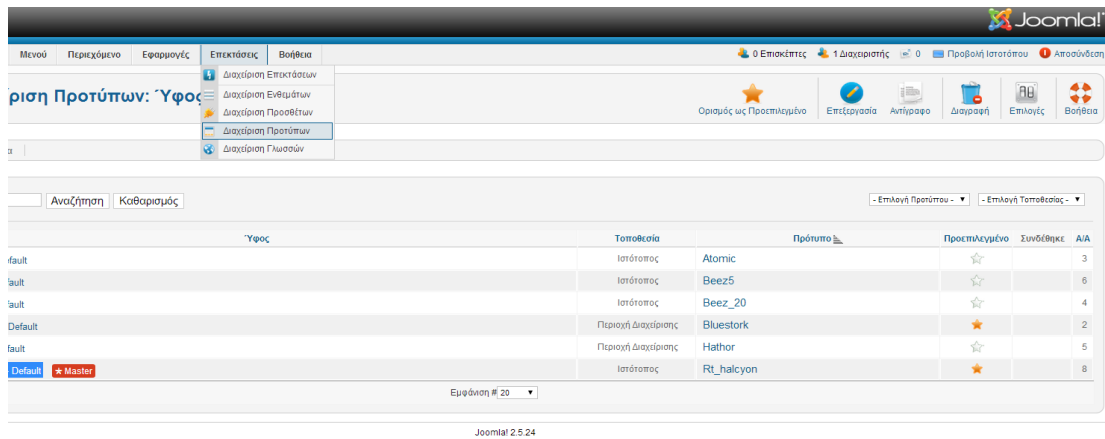 Joomla!
Μενού Περιεχόμενο Εφαρμογές Επεκτάσεις Βοήθεια 0 Επισκέπτες 1 Διαχειριστής 0 Προβολή Ιστοτόπου Αποσύνδεση
Διαχείριση Επεκτάσεων
Διαχείριση Ενθεμάτων
Διαχείριση Προσθέτων
Διαχείριση Προτύπων
Διαχείριση Γλωσσών
ριση Προτύπων: Ύφος
Ορισμός ως Προεπιλεγμένο Επεξεργασία Αντίγραφο Διαγραφή Επιλογές Βοήθεια
α
Αναζήτηση Καθαρισμός - Επιλογή Προτύπου - - Επιλογή Τοποθεσίας -
Ύφος Τοποθεσία Πρότυπο Προεπιλεγμένο Συνδέθηκε Α/Α
efault Ιστότοπος Atomic 3
fault Ιστότοπος Beez5 6
fault Ιστότοπος Beez_20 4
Default Περιοχή Διαχείρισης Bluestork 2
fault Περιοχή Διαχείρισης Hathor 5
- Default Master Ιστότοπος Rt_halcyon 8
Εμφάνιση # 20
Joomla! 2.5.24